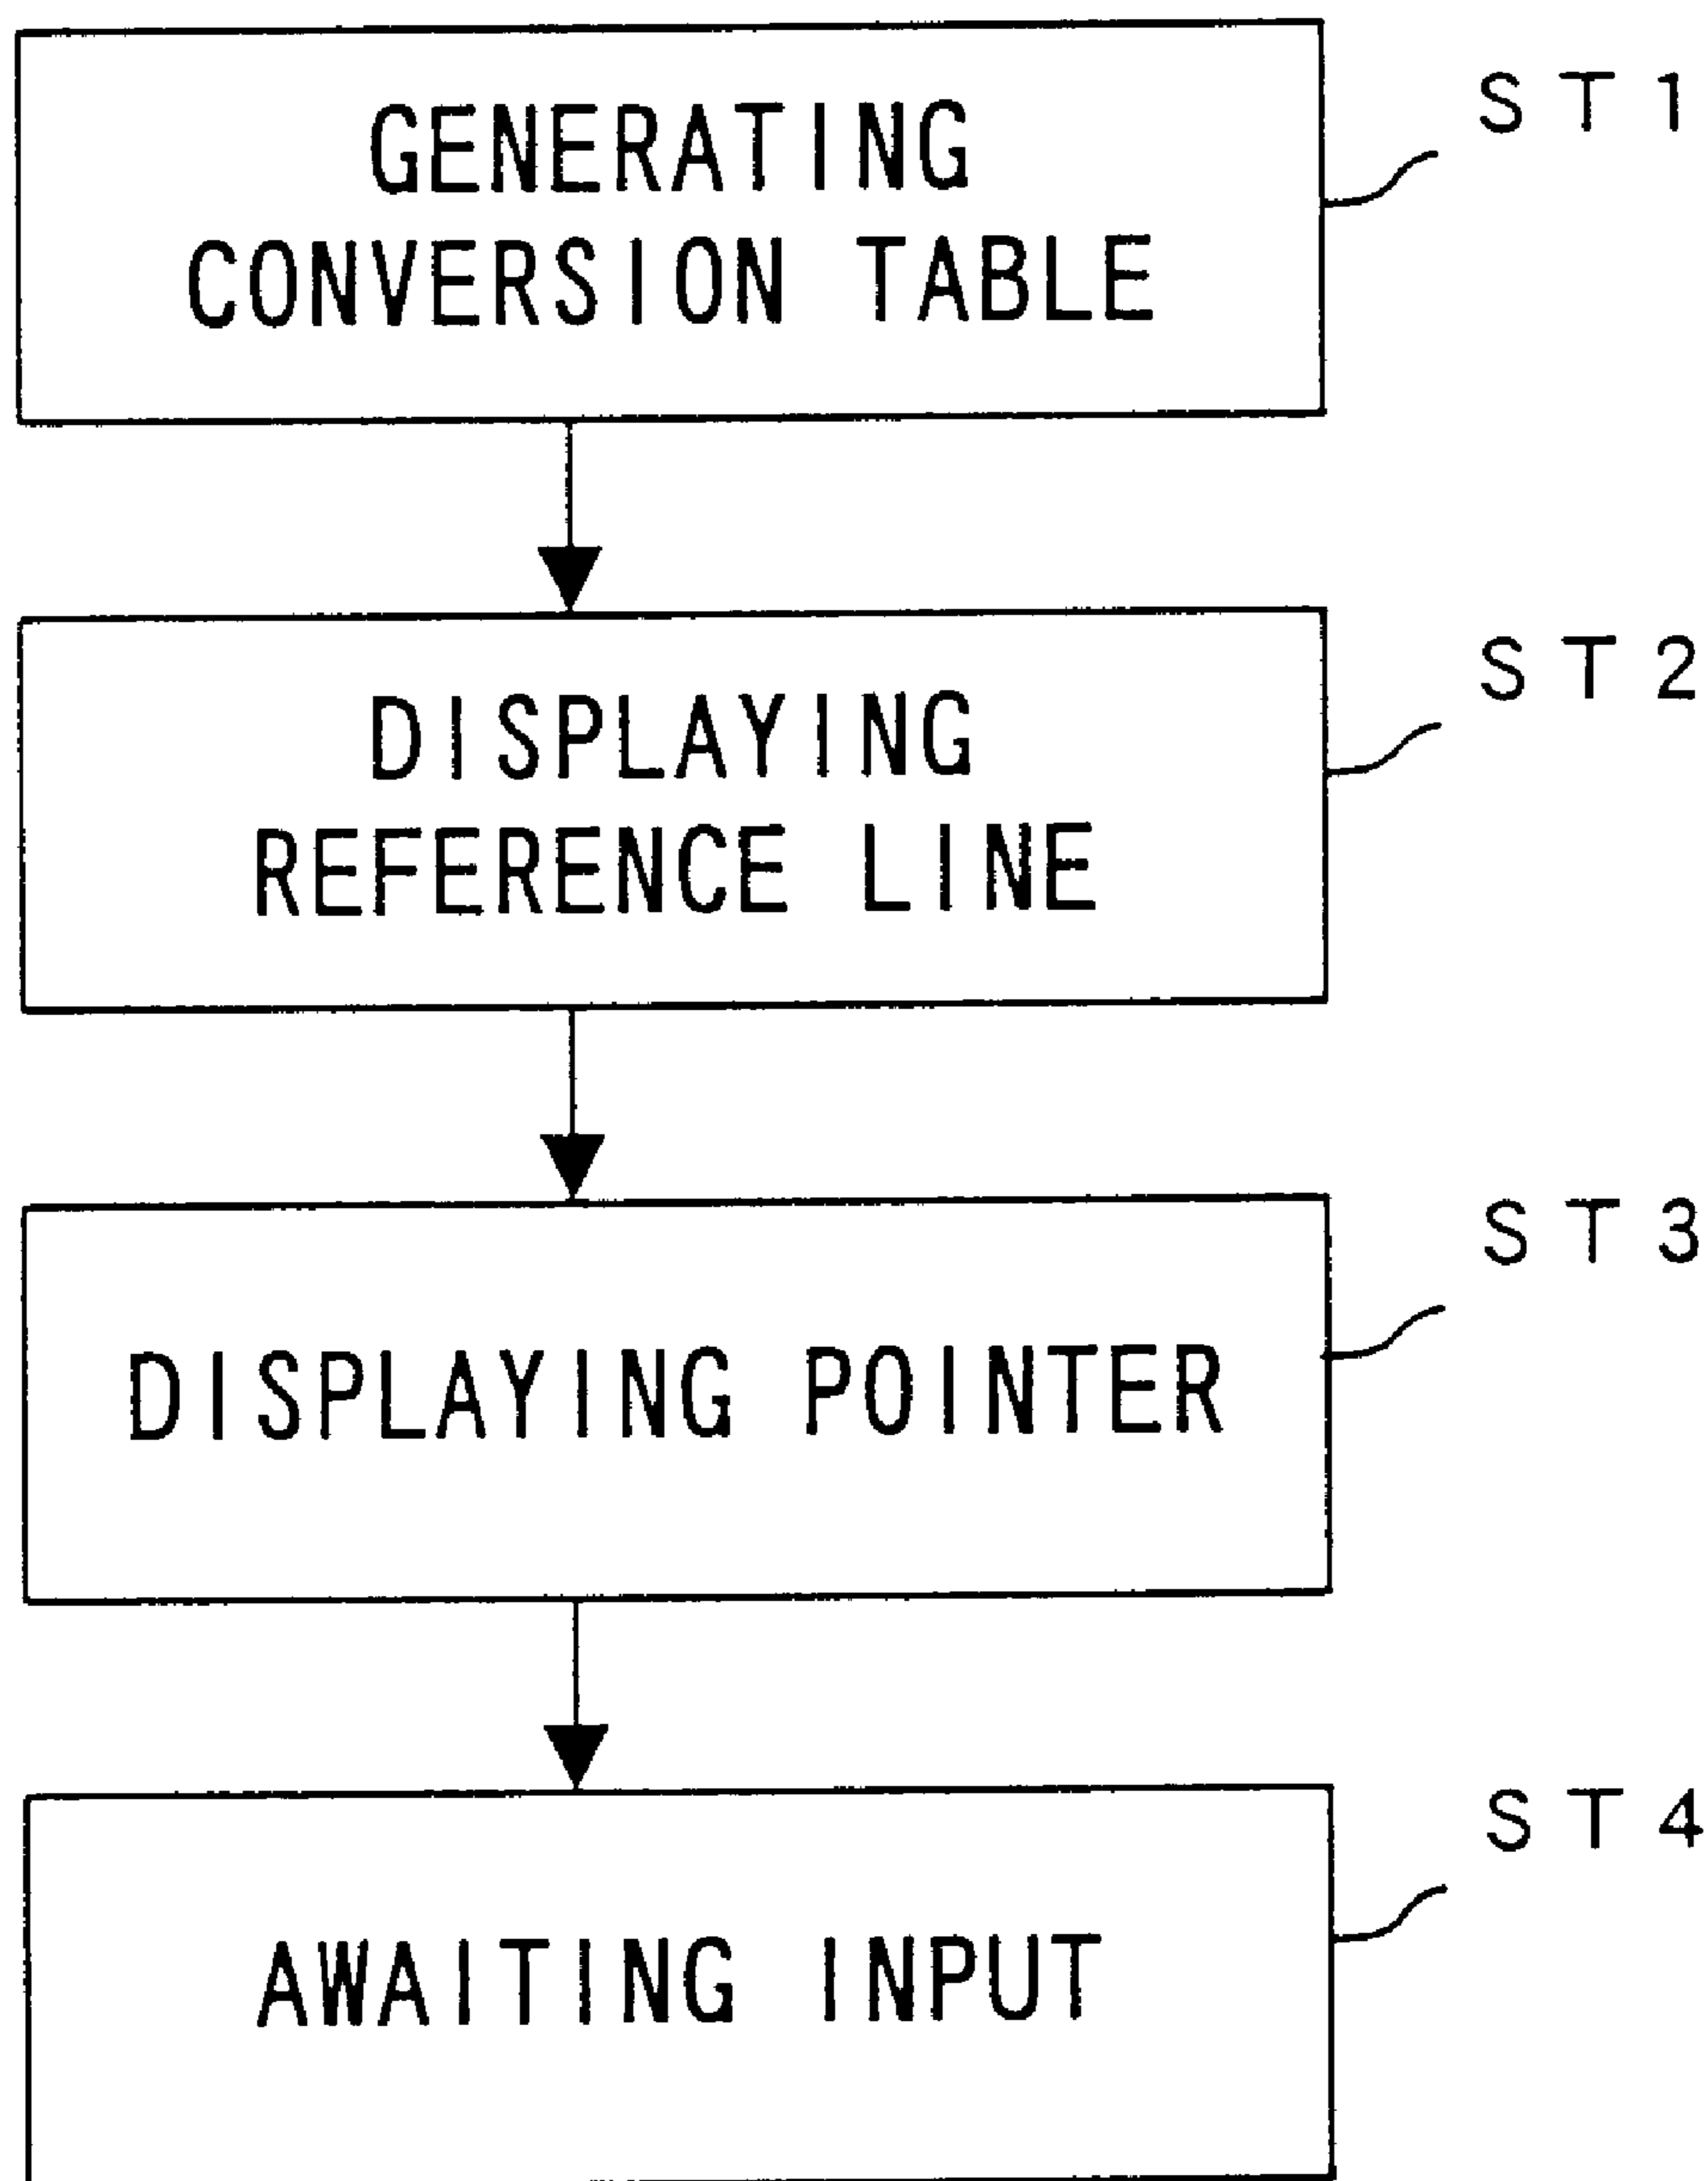 GENERATING
CONVERSION TABLE
ST1
DISPLAYING
REFERENCE LINE
ST2
DISPLAYING POINTER
ST3
AWAITING INPUT
ST4